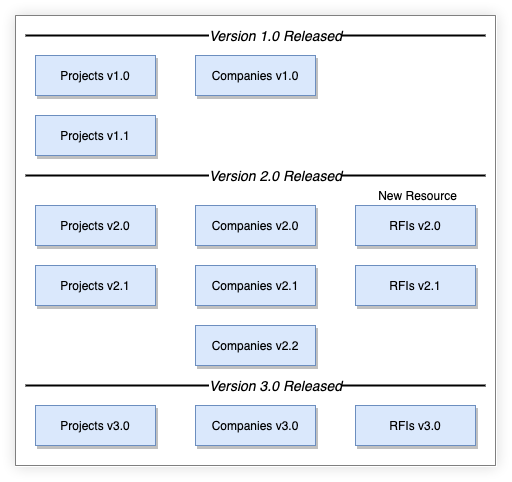 Version 1.0 Released
Projects v1.0 Companies v1.0
Projects v1.1
Version 2.0 Released
New Resource
Projects v2.0 Companies v2.0 RFIs v2.0
Projects v2.1 Companies v2.1 RFIs v2.1
Companies v2.2
Version 3.0 Released
Projects v3.0 Companies v3.0 RFIs v3.0